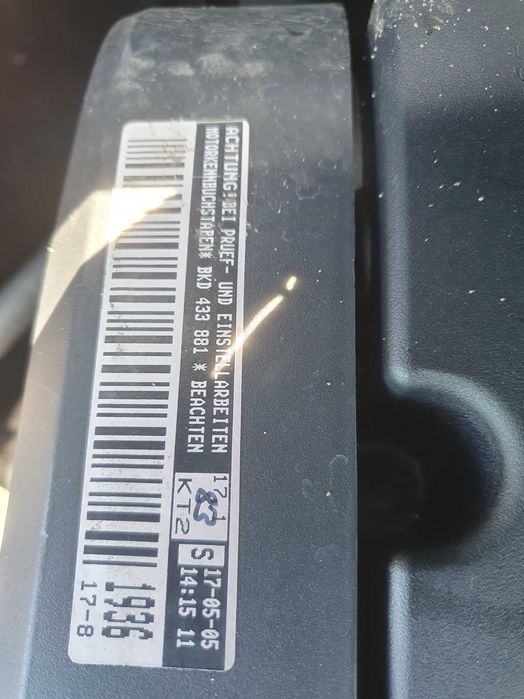 ACHTUNG! BEI PRUEF- UND EINSTELLARBEITEN
MOTORKENNBUCHSTABEN* BKD 433 881 * BEACHTEN
KT2
S 17-05-05
14:15 11
1936
17-8